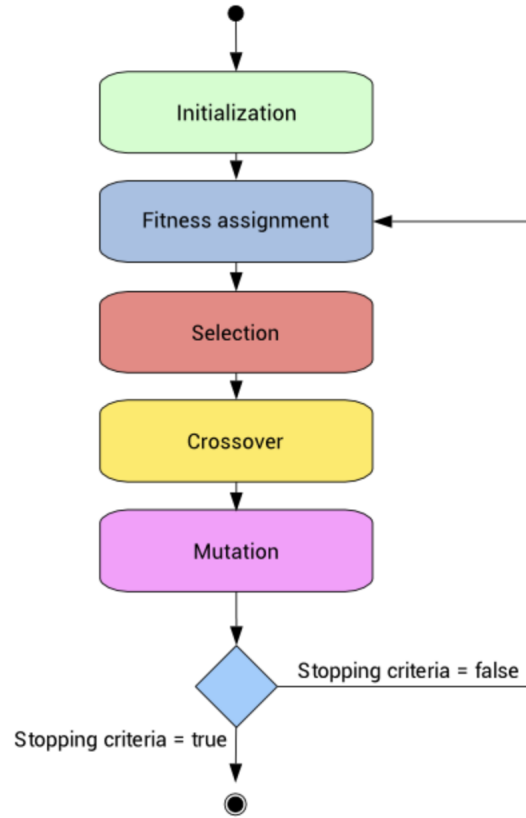 Initialization
Fitness assignment
Selection
Crossover
Mutation
Stopping criteria = false
Stopping criteria = true